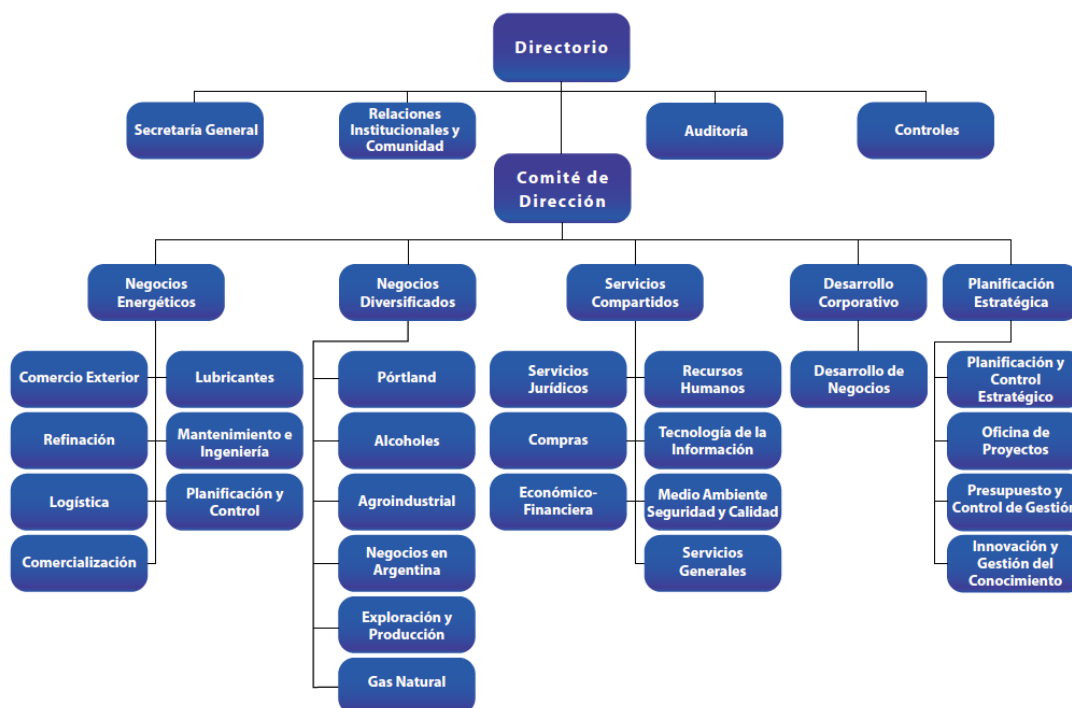 Directorio
Secretaría General
Relaciones
Institucionales y
Comunidad
Auditoría
Controles
Comité de
Dirección
Negocios
Energéticos
Negocios
Diversificados
Servicios
Compartidos
Desarrollo
Corporativo
Planificación
Estratégica
Comercio Exterior
Lubricantes
Refinación
Mantenimiento e
Ingeniería
Logística
Planificación y
Control
Comercialización
Pórtland
Alcoholes
Agroindustrial
Negocios en
Argentina
Exploración y
Producción
Gas Natural
Servicios
Jurídicos
Recursos
Humanos
Compras
Tecnología de la
Información
Económico-
Financiera
Medio Ambiente
Seguridad y Calidad
Servicios
Generales
Desarrollo de
Negocios
Planificación y
Control
Estratégico
Oficina de
Proyectos
Presupuesto y
Control de Gestión
Innovación y
Gestión del
Conocimiento